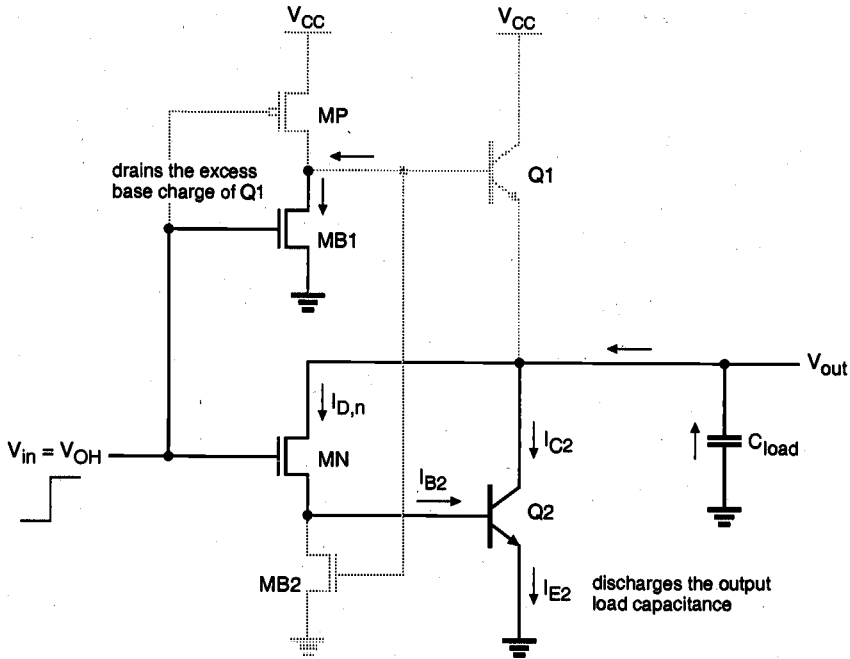 VCC
VCC
MP
drains the excess
base charge of Q1
Q1
MB1
Vout
ID,n
Vin = VOH
MN
IC2
Cload
IB2
Q2
MB2
IE2
discharges the output
load capacitance